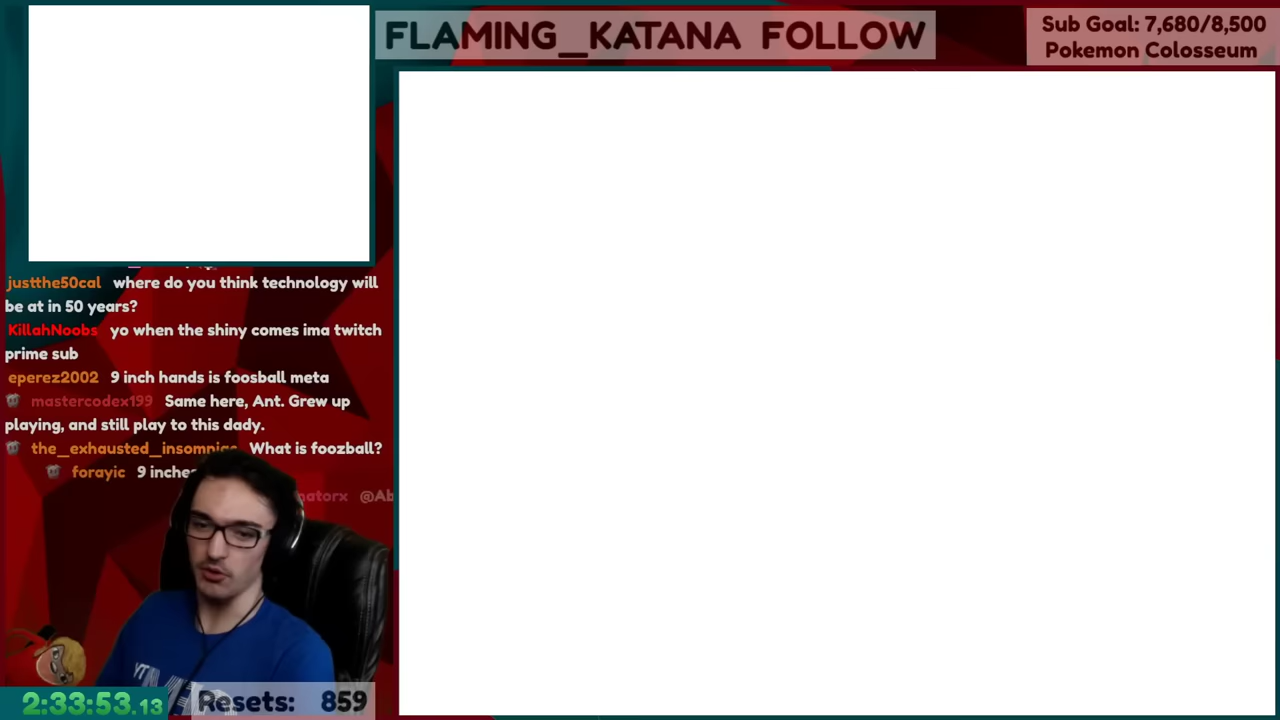 FLAMING_KATANA FOLLOW
Sub Goal: 7,680/8,500
Pokemon Colosseum
justthe50cal where do you think technology will
be at in 50 years?
KillahNoobs yo when the shiny comes ima twitch
prime sub
eperez2002 9 inch hands is foosball meta
mastercodex199 Same here, Ant. Grew up
playing, and still play to this dady.
the_exhausted_insomniac What is foozball?
forayic 9 inches
2:33:53.13
Resets: 859